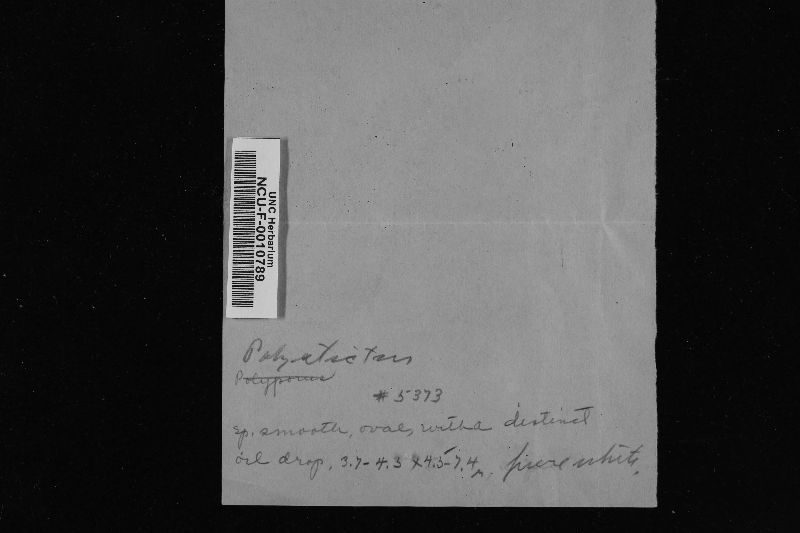 UNC Herbarium
NCU-F-0010789
Polystictus
Polyporus
# 5373
sp. smooth, oval, with a distinct
oil drop, 3.7-4.3 x 4.5-7.4 μ, pure white.